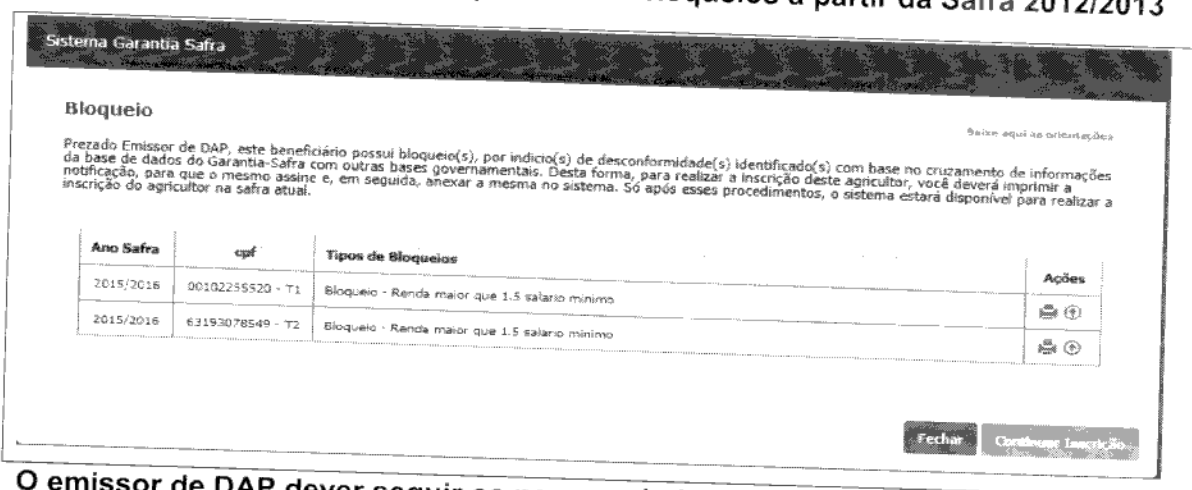 a partir da Safra 2012/2013
Sistema Garantia Safra
Bloqueio
Baixe aqui as orientações
Prezado Emissor de DAP, este beneficiário possui bloqueio(s), por indicio(s) de desconformidade(s) identificado(s) com base no cruzamento de informações
da base de dados do Garantia-Safra com outras bases governamentais. Desta forma, para realizar a inscrição deste agricultor, você deverá imprimir a
notificação, para que o mesmo assine e, em seguida, anexar a mesma no sistema. Só após esses procedimentos, o sistema estará disponível para realizar a
inscrição do agricultor na safra atual.
Ano Safra cpf Tipos de Bloqueios Ações
2015/2016 00102255520 - T1 Bloqueio - Renda maior que 1.5 salario minimo
2015/2016 63193078549 - T2 Bloqueio - Renda maior que 1.5 salario minimo
Fechar Continuar Inscrição
O emissor de DAP dever seguir